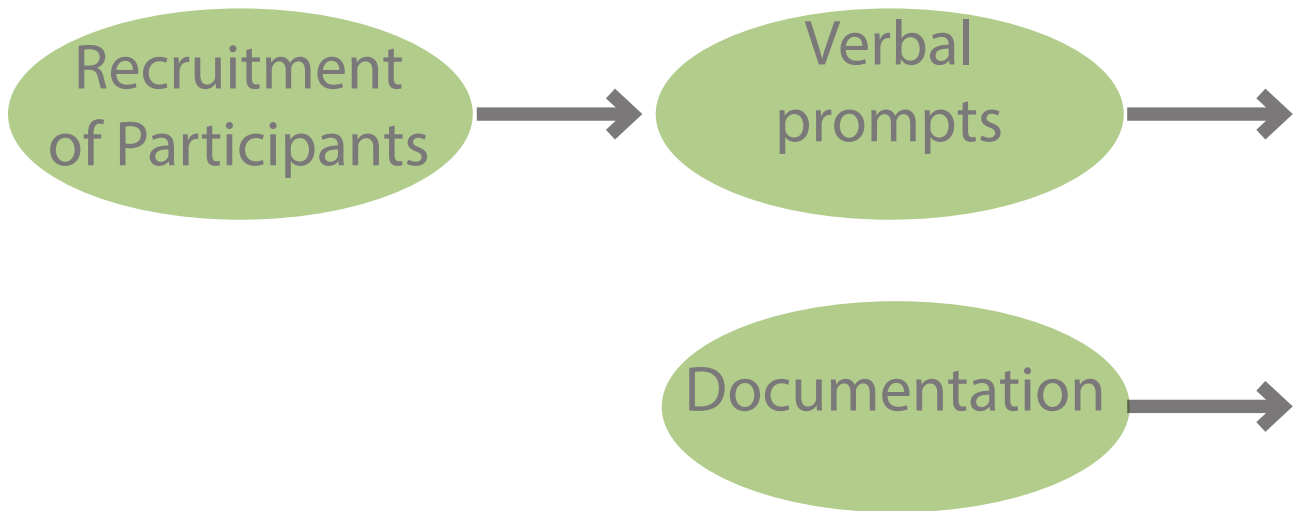 Recruitment
of Participants
Verbal
prompts
Documentation